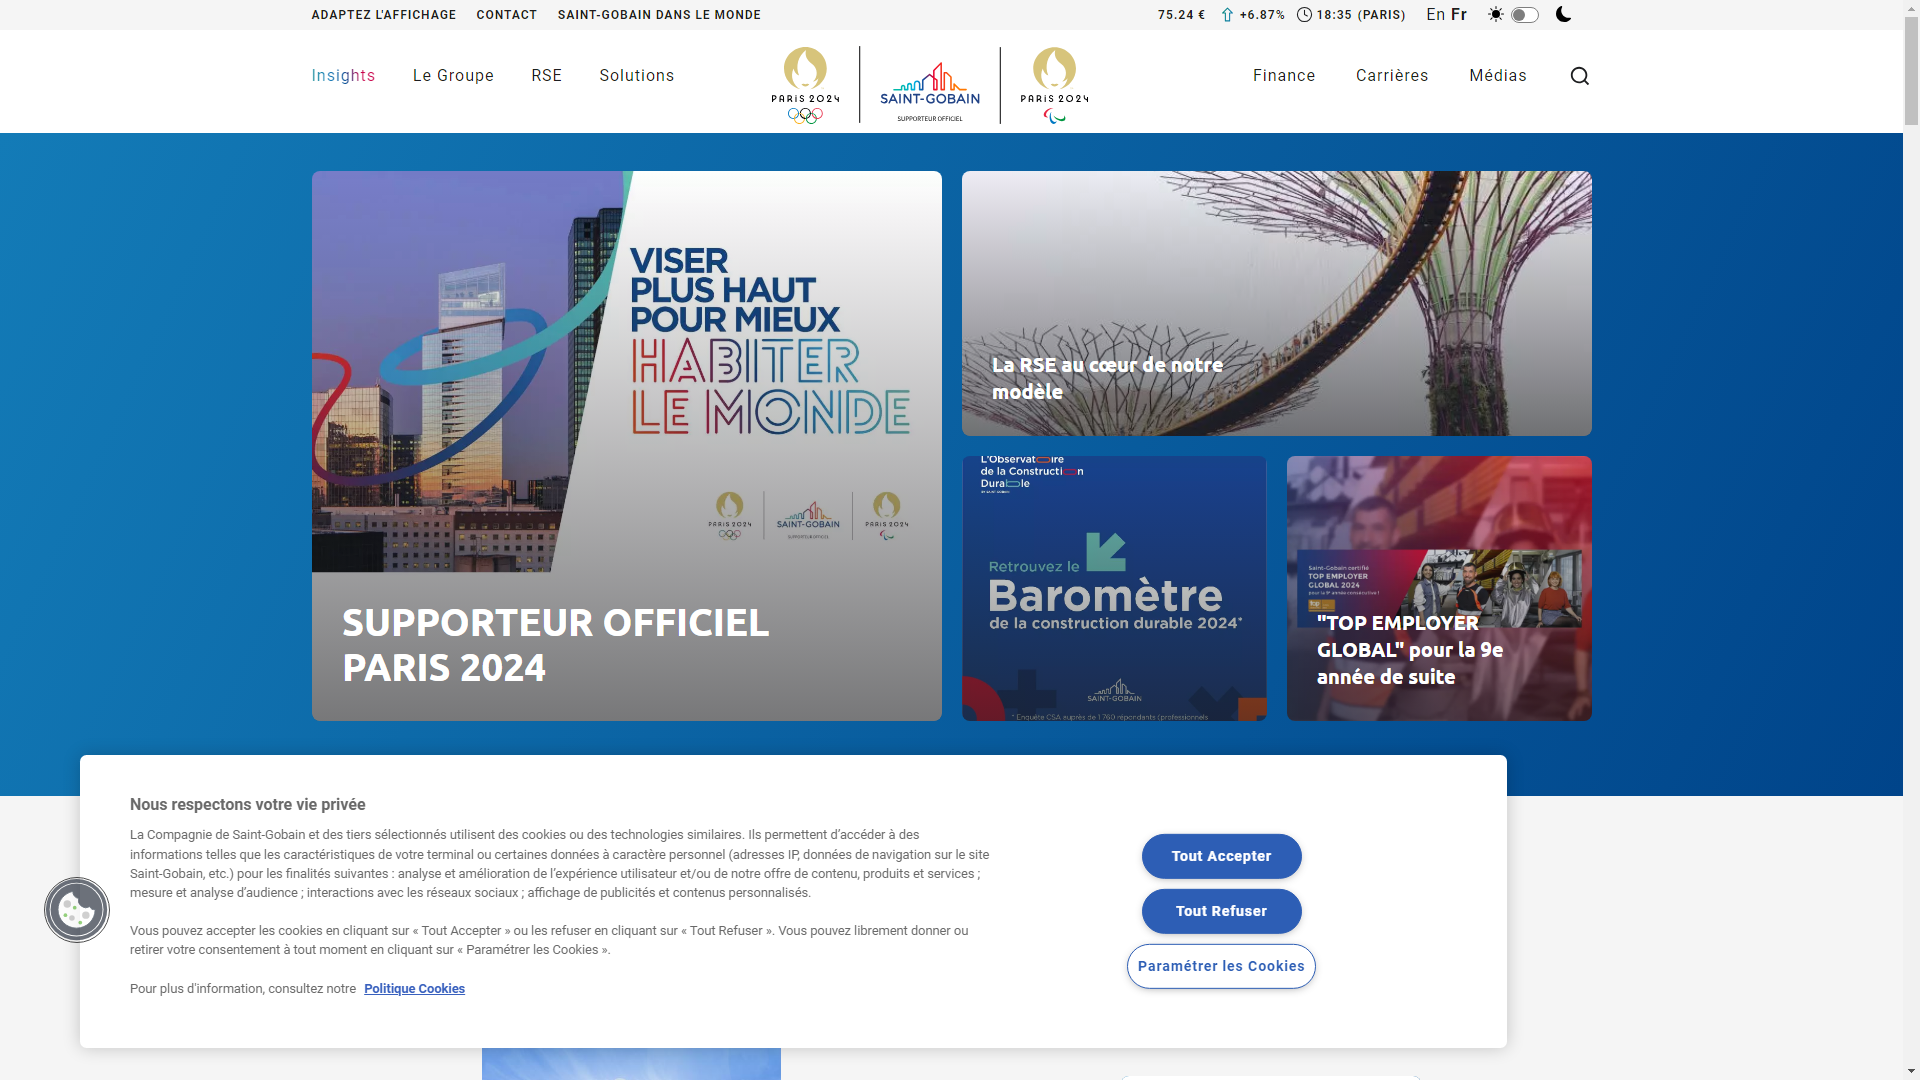 ADAPTEZ L'AFFICHAGE CONTACT SAINT-GOBAIN DANS LE MONDE 75.24 € +6.87% 18:35 (PARIS) En Fr
Insights Le Groupe RSE Solutions Finance Carrières Médias
PARIS 2024 SAINT-GOBAIN PARIS 2024
SUPPORTEUR OFFICIEL
VISER
PLUS HAUT
POUR MIEUX
HABITER
LE MONDE
PARIS 2024 SAINT-GOBAIN PARIS 2024
SUPPORTEUR OFFICIEL
SUPPORTEUR OFFICIEL
PARIS 2024
La RSE au cœur de notre
modèle
L'Observatoire
de la Construction
Durable
BY SAINT-GOBAIN
Retrouvez le
Baromètre
de la construction durable 2024*
SAINT-GOBAIN
* Enquête CSA auprès de 1 760 répondants (professionnels
Saint-Gobain certifié
TOP EMPLOYER
GLOBAL 2024
pour la 9e année consécutive !
"TOP EMPLOYER
GLOBAL" pour la 9e
année de suite
Nous respectons votre vie privée
La Compagnie de Saint-Gobain et des tiers sélectionnés utilisent des cookies ou des technologies similaires. Ils permettent d’accéder à des
informations telles que les caractéristiques de votre terminal ou certaines données à caractère personnel (adresses IP, données de navigation sur le site
Saint-Gobain, etc.) pour les finalités suivantes : analyse et amélioration de l’expérience utilisateur et/ou de notre offre de contenu, produits et services ;
mesure et analyse d’audience ; interactions avec les réseaux sociaux ; affichage de publicités et contenus personnalisés.
Vous pouvez accepter les cookies en cliquant sur « Tout Accepter » ou les refuser en cliquant sur « Tout Refuser ». Vous pouvez librement donner ou
retirer votre consentement à tout moment en cliquant sur « Paramétrer les Cookies ».
Pour plus d'information, consultez notre Politique Cookies
Tout Accepter
Tout Refuser
Paramétrer les Cookies